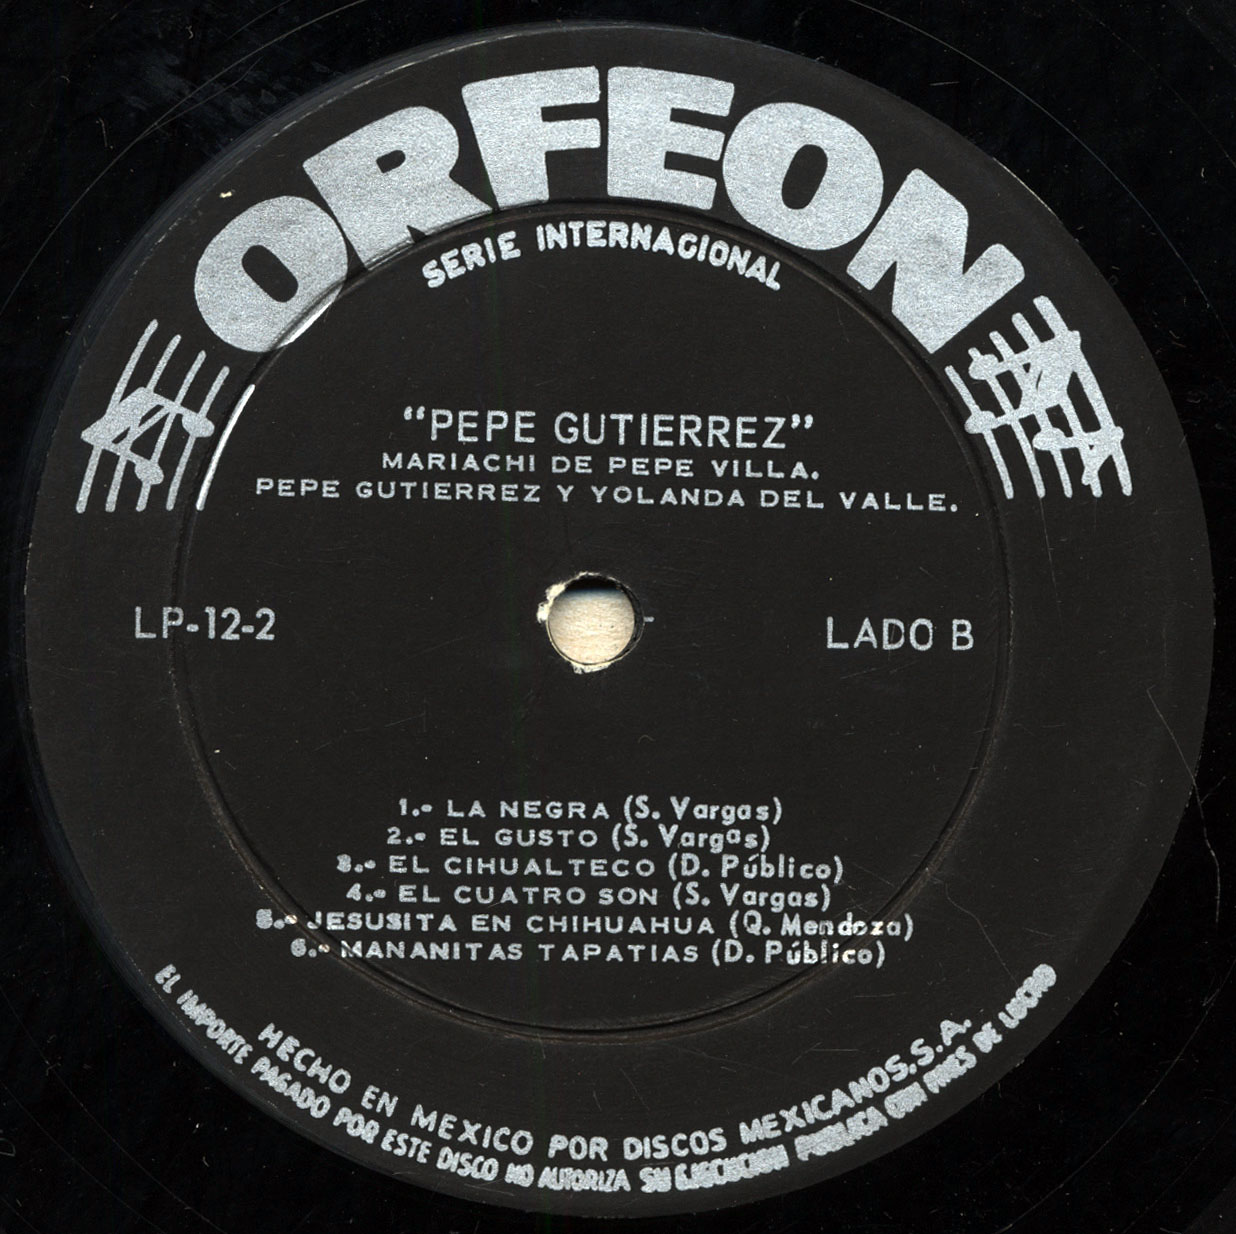 ORFEON
SERIE INTERNACIONAL
"PEPE GUTIERREZ"
MARIACHI DE PEPE VILLA.
PEPE GUTIERREZ Y YOLANDA DEL VALLE.
LP-12-2
LADO B
1.- LA NEGRA (S. Vargas)
2.- EL GUSTO (S. Vargas)
3.- EL CIHUALTECO (D. Público)
4.- EL CUATRO SON (S. Vargas)
5.- JESUSITA EN CHIHUAHUA (Q. Mendoza)
6.- MANANITAS TAPATIAS (D. Público)
HECHO EN MEXICO POR DISCOS MEXICANOS.S.A.
EL IMPORTE PAGADO POR ESTE DISCO NO AUTORIZA SU EJECUCION PUBLICA CON FINES DE LUCRO